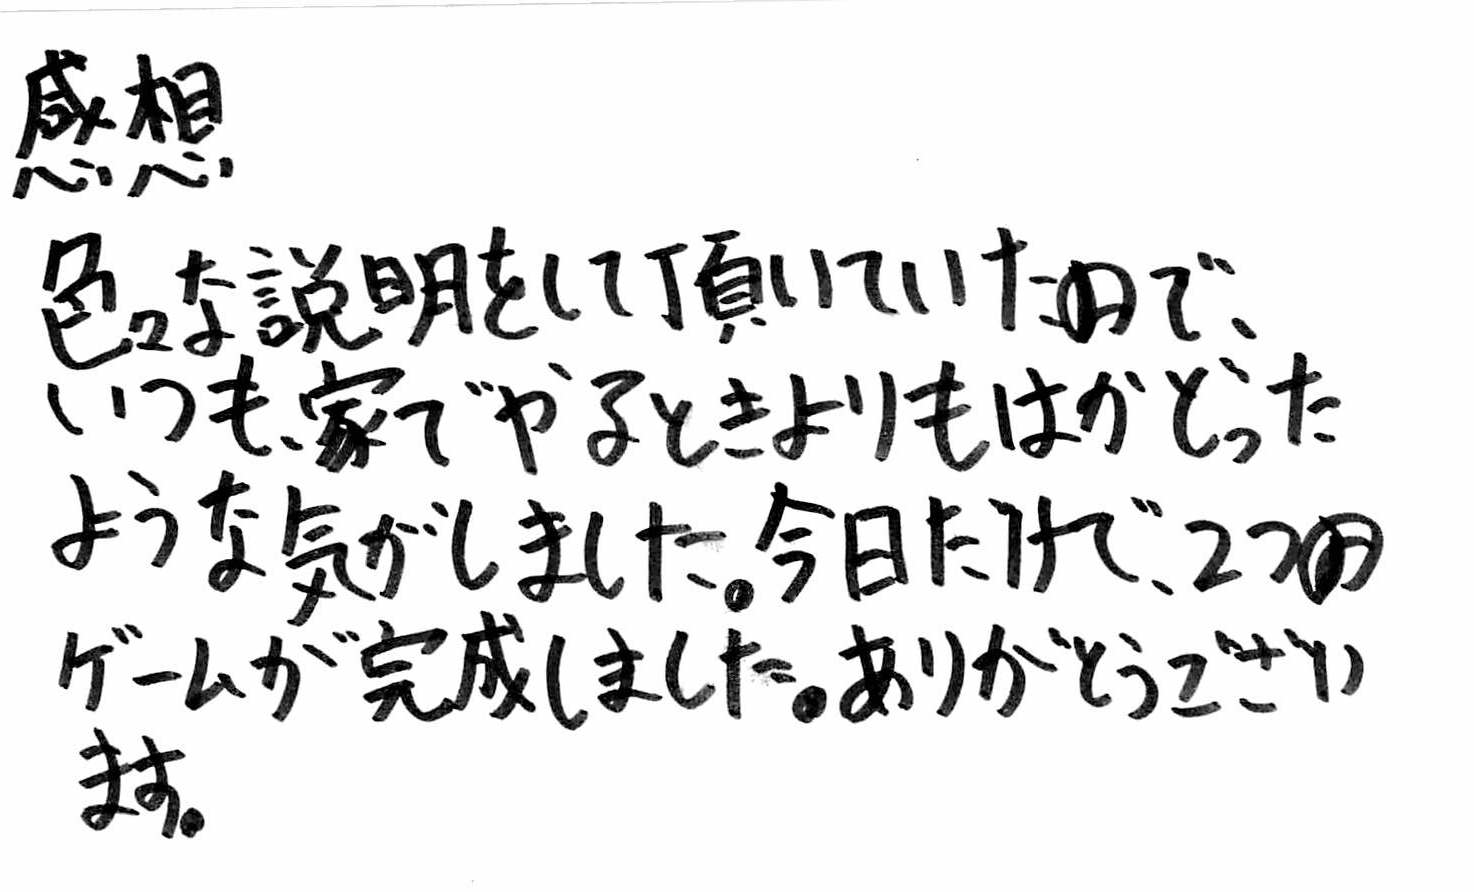 感想
色々な説明をして頂いていたので、
いつも、家でやるときよりもはかどった
ような気がしました。今日だけで、2つの
ゲームが完成しました。ありがとうござい
ます。